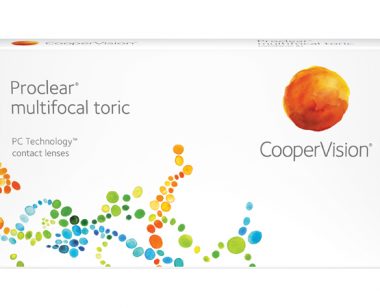 CooperVision®
Proclear®
multifocal toric
Proclear®
multifocal toric
PC Technology™
contact lenses
CooperVision®